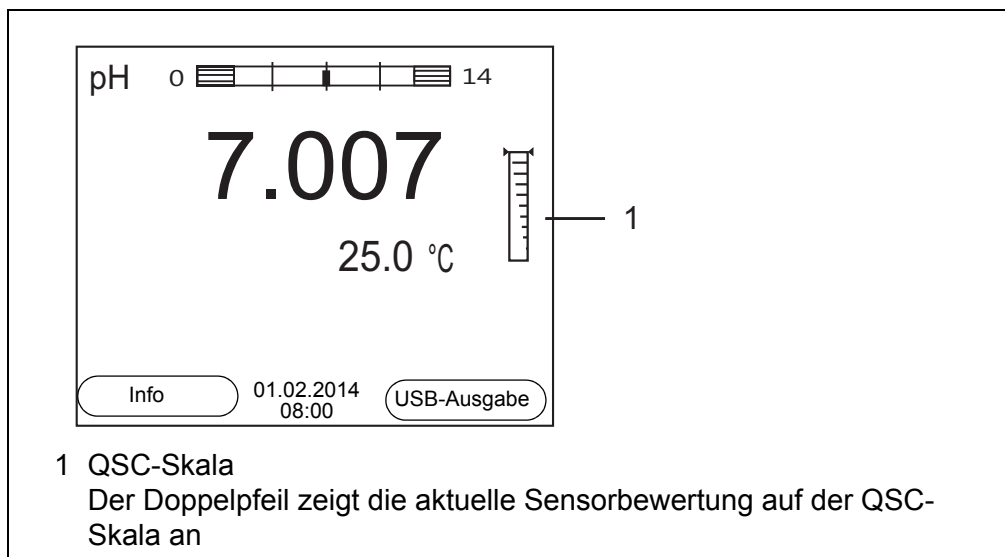 pH 0 14
7.007
25.0 °C
1
Info 01.02.2014 USB-Ausgabe
08:00
1 QSC-Skala
Der Doppelpfeil zeigt die aktuelle Sensorbewertung auf der QSC-
Skala an